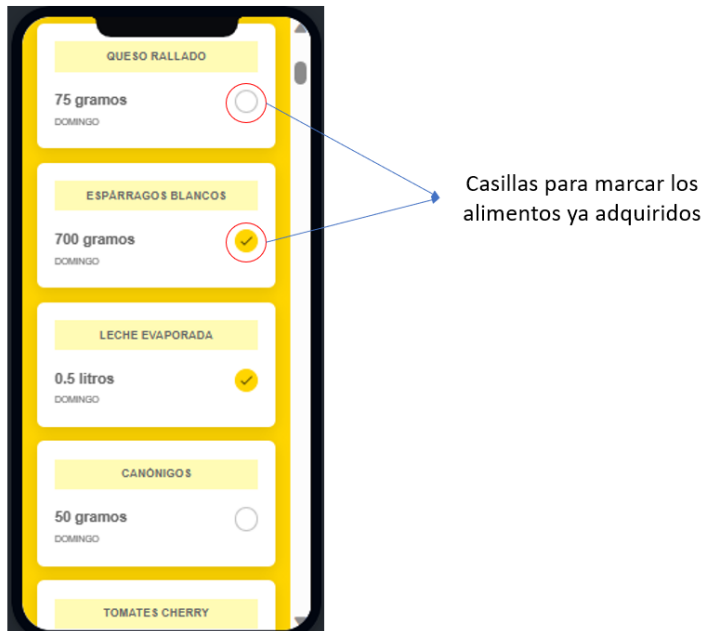 QUESO RALLADO
75 gramos
DOMINGO
ESPÁRRAGOS BLANCOS
700 gramos
DOMINGO
LECHE EVAPORADA
0.5 litros
DOMINGO
CANÓNIGOS
50 gramos
DOMINGO
TOMATES CHERRY
Casillas para marcar los
alimentos ya adquiridos